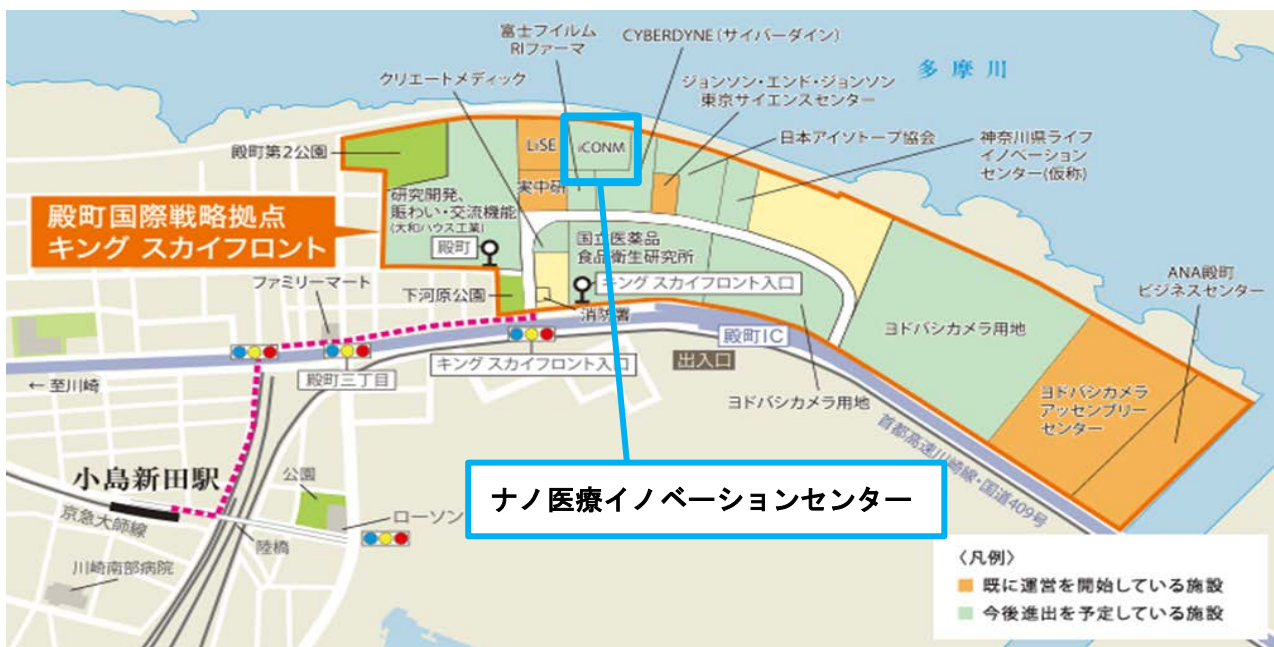 富士フイルム
RIファーマ
CYBERDYNE(サイバーダイン)
クリエートメディック
ジョンソン・エンド・ジョンソン
東京サイエンスセンター
多摩川
日本アイソトープ協会
神奈川県ライフ
イノベーション
センター(仮称)
殿町第2公園
LiSE
iCONM
実中研
研究開発、
賑わい・交流機能
(大和ハウス工業)
殿町国際戦略拠点
キング スカイフロント
殿町
国立医薬品
食品衛生研究所
ファミリーマート
下河原公園
キング スカイフロント入口
消防署
ANA殿町
ビジネスセンター
ヨドバシカメラ用地
殿町IC
出入口
キング スカイフロント入口
殿町三丁目
← 至川崎
ヨドバシカメラ用地
ヨドバシカメラ
アッセンブリー
センター
首都高速川崎線・国道409号
小島新田駅
京急大師線
公園
ローソン
陸橋
川崎南部病院
ナノ医療イノベーションセンター
〈凡例〉
既に運営を開始している施設
今後進出を予定している施設